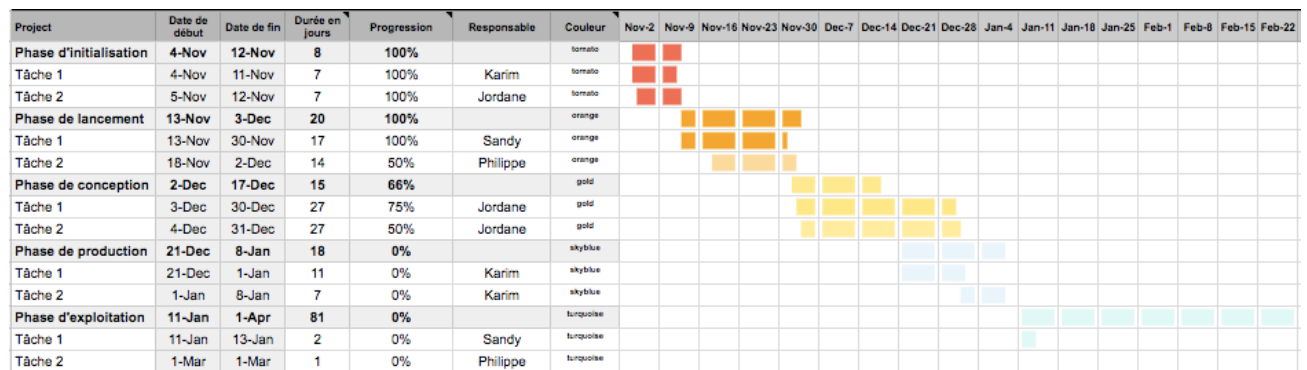 Project Date de début Date de fin Durée en jours Progression Responsable Couleur Nov-2 Nov-9 Nov-16 Nov-23 Nov-30 Dec-7 Dec-14 Dec-21 Dec-28 Jan-4 Jan-11 Jan-18 Jan-25 Feb-1 Feb-8 Feb-15 Feb-22
Phase d'initialisation 4-Nov 12-Nov 8 100% tomato
Tâche 1 4-Nov 11-Nov 7 100% Karim tomato
Tâche 2 5-Nov 12-Nov 7 100% Jordane tomato
Phase de lancement 13-Nov 3-Dec 20 100% orange
Tâche 1 13-Nov 30-Nov 17 100% Sandy orange
Tâche 2 18-Nov 2-Dec 14 50% Philippe orange
Phase de conception 2-Dec 17-Dec 15 66% gold
Tâche 1 3-Dec 30-Dec 27 75% Jordane gold
Tâche 2 4-Dec 31-Dec 27 50% Jordane gold
Phase de production 21-Dec 8-Jan 18 0% skyblue
Tâche 1 21-Dec 1-Jan 11 0% Karim skyblue
Tâche 2 1-Jan 8-Jan 7 0% Karim skyblue
Phase d'exploitation 11-Jan 1-Apr 81 0% turquoise
Tâche 1 11-Jan 13-Jan 2 0% Sandy turquoise
Tâche 2 1-Mar 1-Mar 1 0% Philippe turquoise